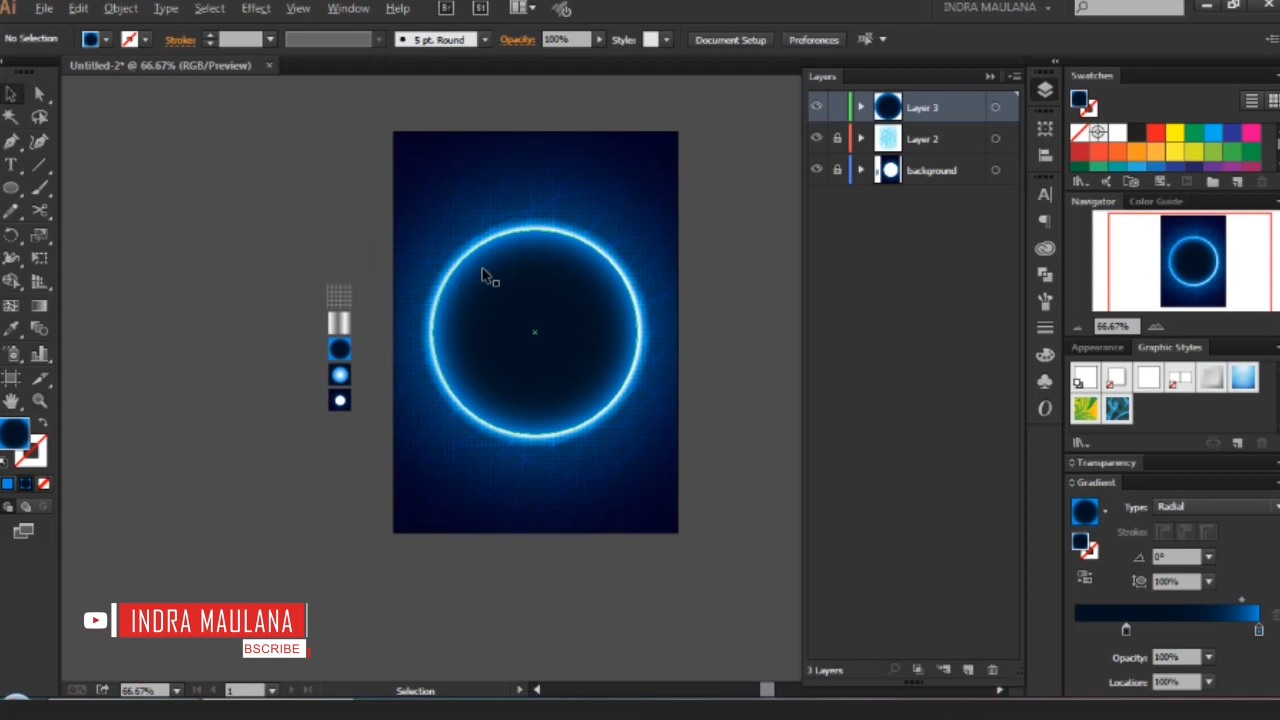 Ai File Edit Object Type Select Effect View Window Help Br St INDRA MAULANA
No Selection Stroke: 5 pt. Round Opacity: 100% Style: Document Setup Preferences
Untitled-2* @ 66.67% (RGB/Preview) ×
Layers
Layer 3
Layer 2
background
3 Layers
Swatches
Navigator Color Guide
66.67%
Appearance Graphic Styles
Transparency
Gradient
Type: Radial
Stroke:
0°
100%
Opacity: 100%
Location: 100%
INDRA MAULANA
BSCRIBE
66.67% 1 Selection